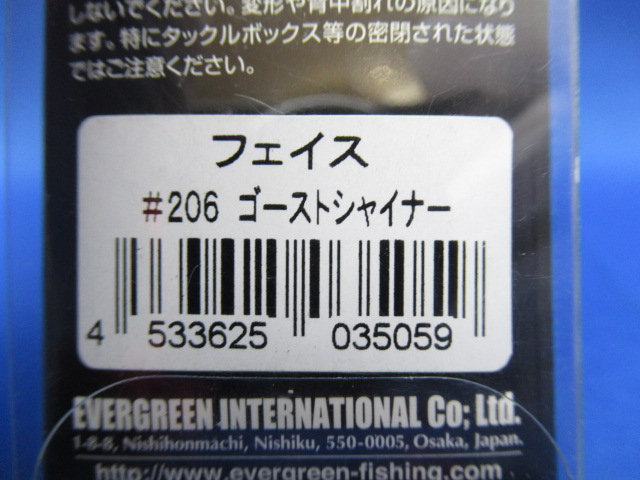 しないでください。変形や背中割れの原因になり
ます。特にタックルボックス等の密閉された状態
ではご注意ください。
フェイス
#206 ゴーストシャイナー
4 533625 035059
EVERGREEN INTERNATIONAL Co; Ltd.
1-8-8, Nishihonmachi, Nishiku, 550-0005, Osaka, Japan.
http://www.evergreen-fishing.com